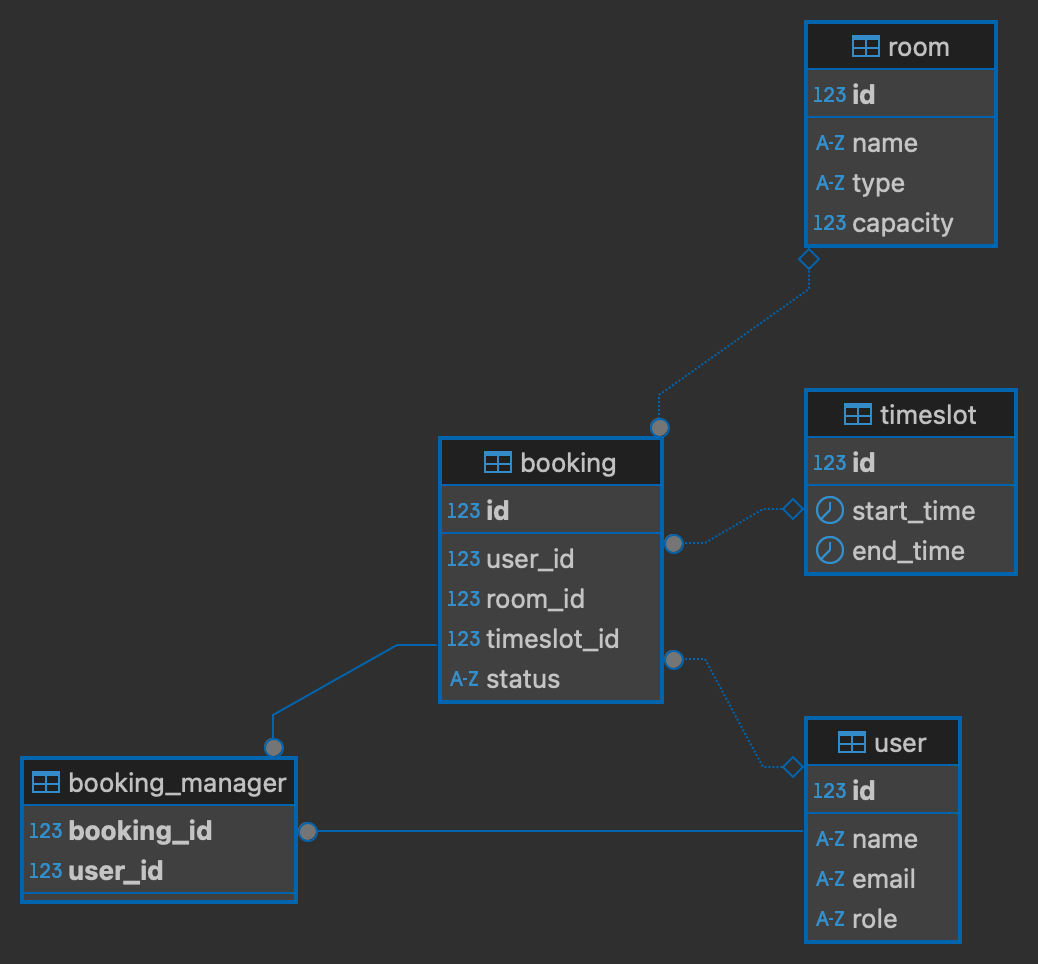 room
123 id
A-Z name
A-Z type
123 capacity
timeslot
123 id
start_time
end_time
booking
123 id
123 user_id
123 room_id
123 timeslot_id
A-Z status
user
123 id
A-Z name
A-Z email
A-Z role
booking_manager
123 booking_id
123 user_id